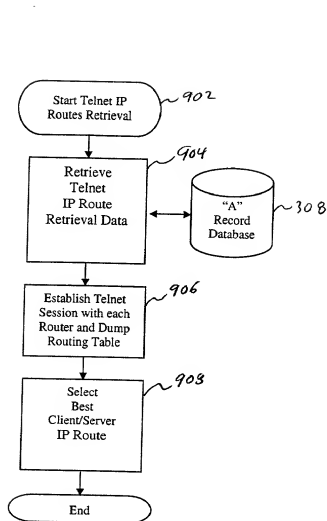 Start Telnet IP
Routes Retrieval
902
Retrieve
Telnet
IP Route
Retrieval Data
904
"A"
Record
Database
308
Establish Telnet
Session with each
Router and Dump
Routing Table
906
Select
Best
Client/Server
IP Route
908
End